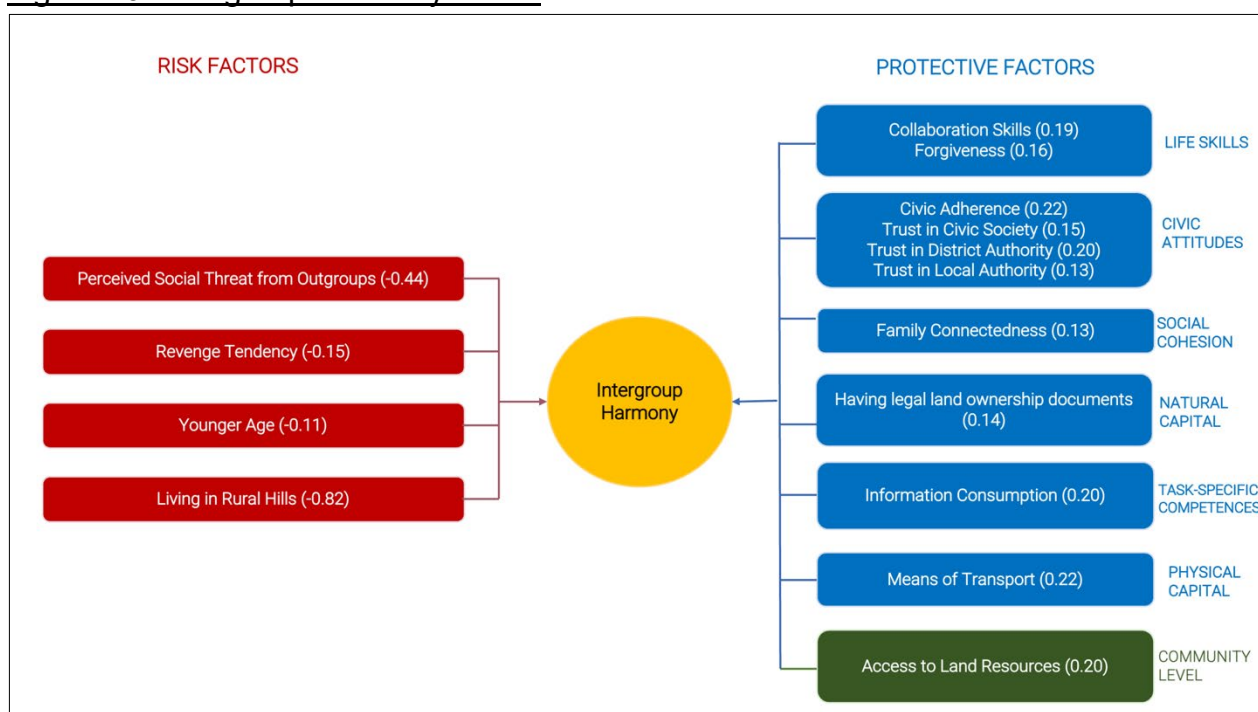 RISK FACTORS
PROTECTIVE FACTORS
Perceived Social Threat from Outgroups (-0.44)
Revenge Tendency (-0.15)
Younger Age (-0.11)
Living in Rural Hills (-0.82)
Intergroup
Harmony
Collaboration Skills (0.19)
Forgiveness (0.16)
LIFE SKILLS
Civic Adherence (0.22)
Trust in Civic Society (0.15)
Trust in District Authority (0.20)
Trust in Local Authority (0.13)
CIVIC
ATTITUDES
Family Connectedness (0.13)
SOCIAL
COHESION
Having legal land ownership documents
(0.14)
NATURAL
CAPITAL
Information Consumption (0.20)
TASK-SPECIFIC
COMPETENCES
Means of Transport (0.22)
PHYSICAL
CAPITAL
Access to Land Resources (0.20)
COMMUNITY
LEVEL